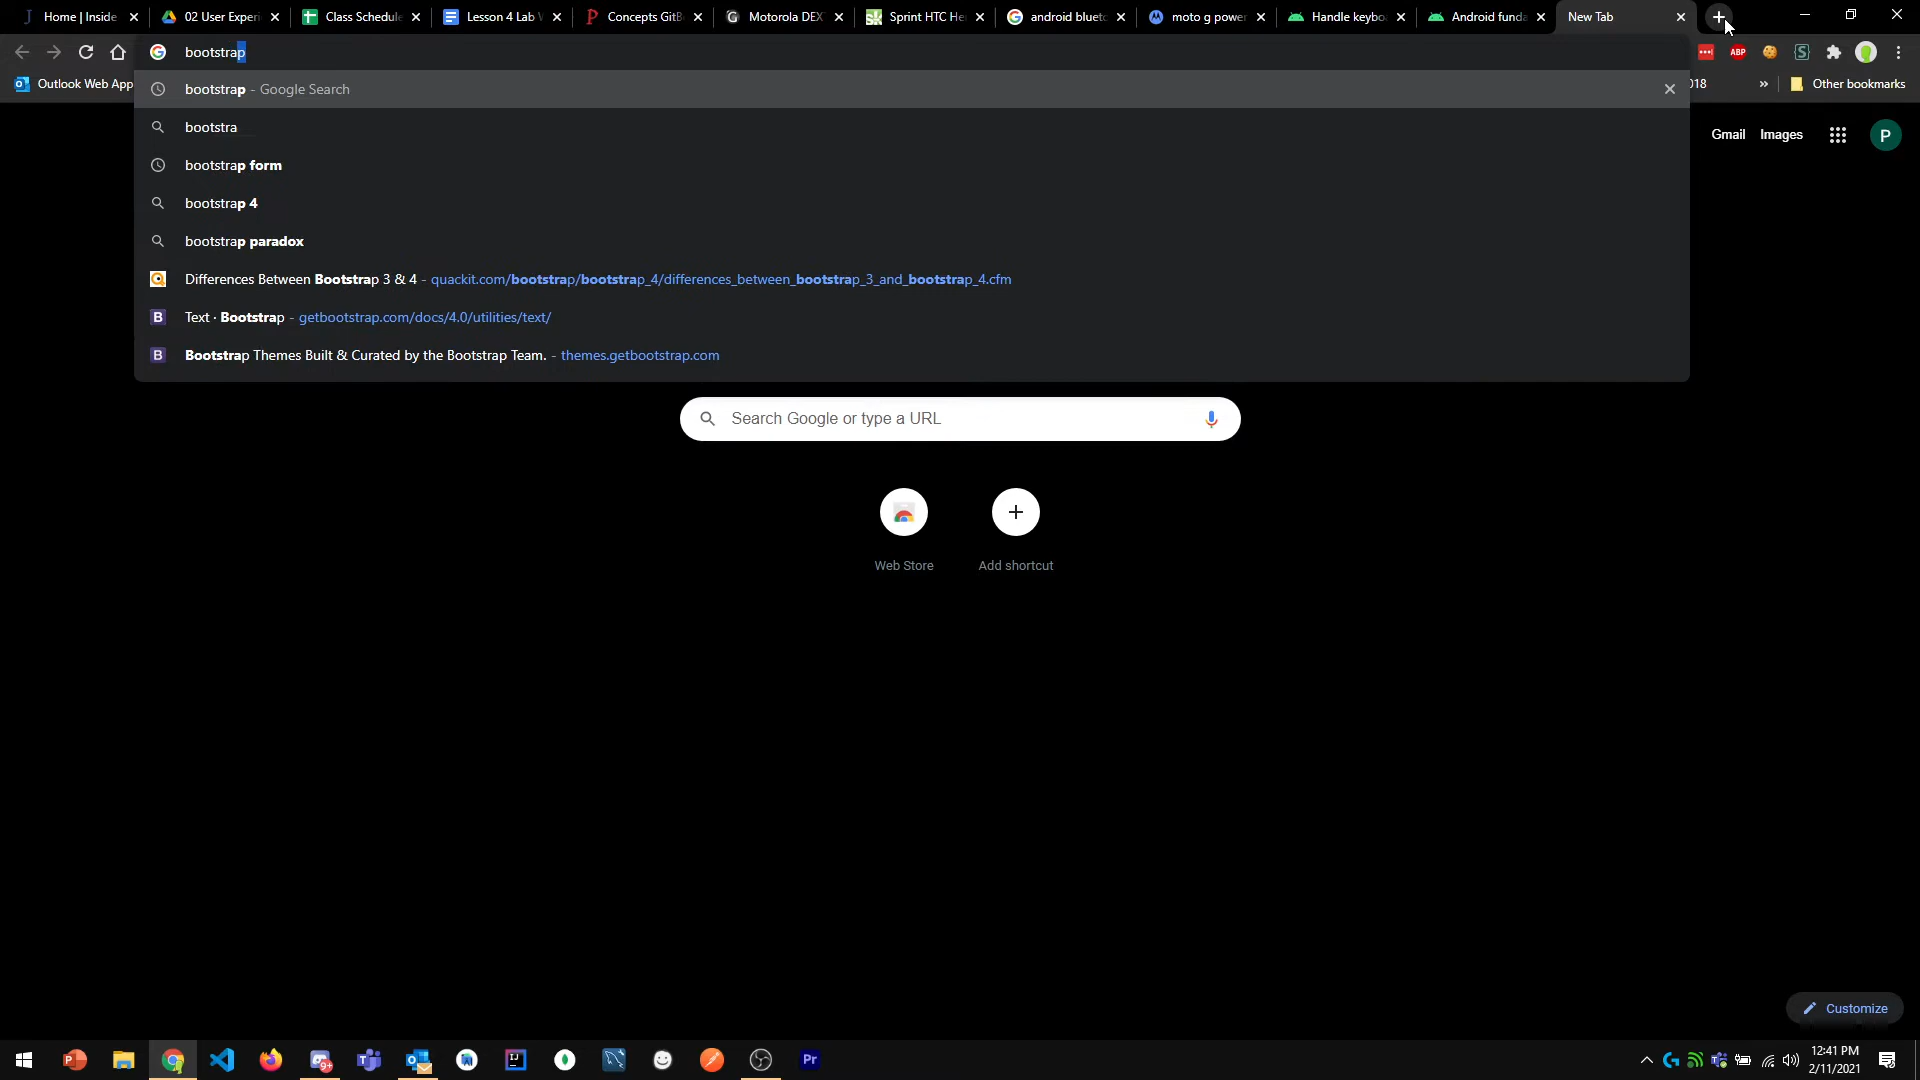 Home | Inside
02 User Experi
Class Schedule
Lesson 4 Lab
Concepts GitB
Motorola DEX
Sprint HTC He
android bluet
moto g power
Handle keybo
Android funda
New Tab
bootstrap
ABP
Outlook Web App
018
»
Other bookmarks
bootstrap - Google Search
bootstra
bootstrap form
bootstrap 4
bootstrap paradox
Differences Between Bootstrap 3 & 4 - quackit.com/bootstrap/bootstrap_4/differences_between_bootstrap_3_and_bootstrap_4.cfm
B Text · Bootstrap - getbootstrap.com/docs/4.0/utilities/text/
B Bootstrap Themes Built & Curated by the Bootstrap Team. - themes.getbootstrap.com
Gmail Images P
Search Google or type a URL
Web Store Add shortcut
Customize
9+
Pr
12:41 PM
2/11/2021